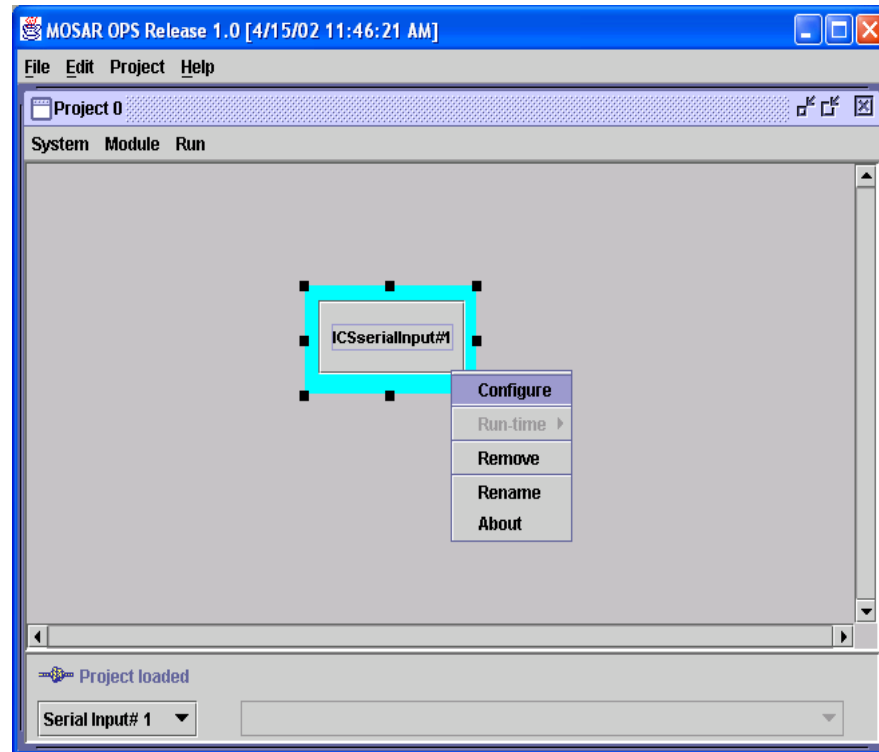 MOSAR OPS Release 1.0 [4/15/02 11:46:21 AM]
File Edit Project Help
Project 0
System Module Run
ICSserialInput#1
Configure
Run-time
Remove
Rename
About
Project loaded
Serial Input# 1